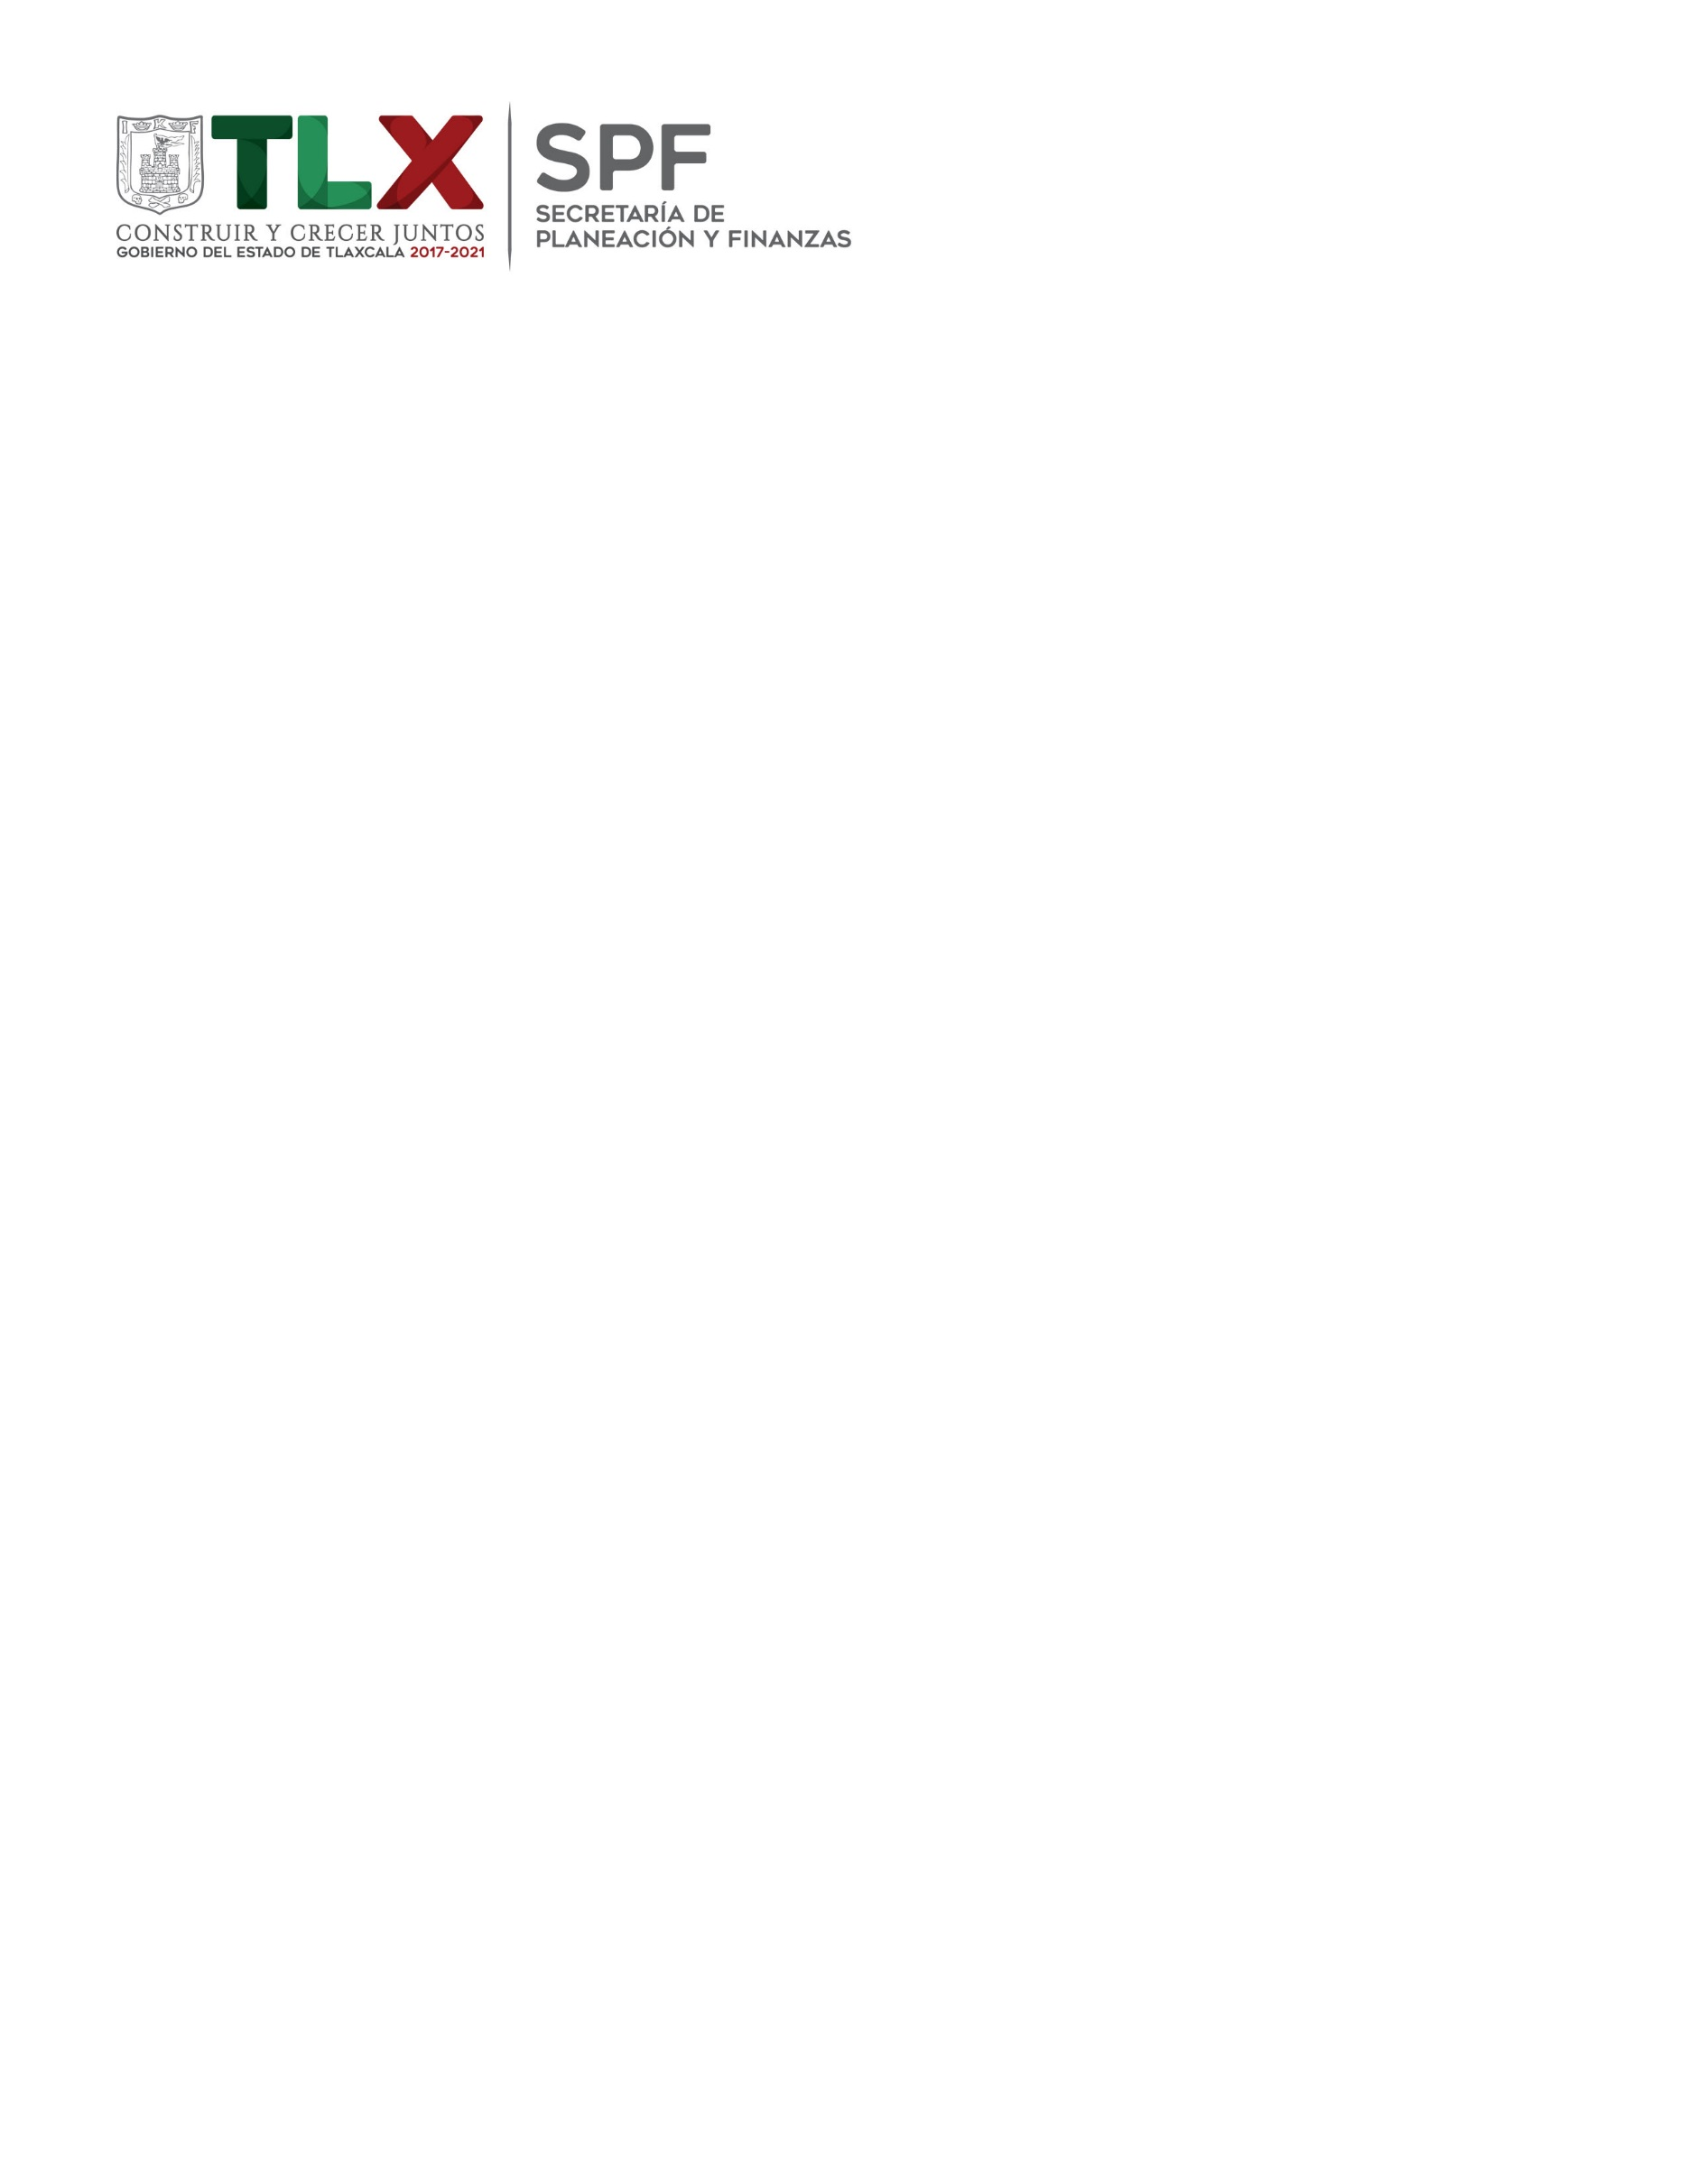 I K F
TLX
CONSTRUIR Y CRECER JUNTOS
GOBIERNO DEL ESTADO DE TLAXCALA 2017-2021
SPF
SECRETARÍA DE
PLANEACIÓN Y FINANZAS